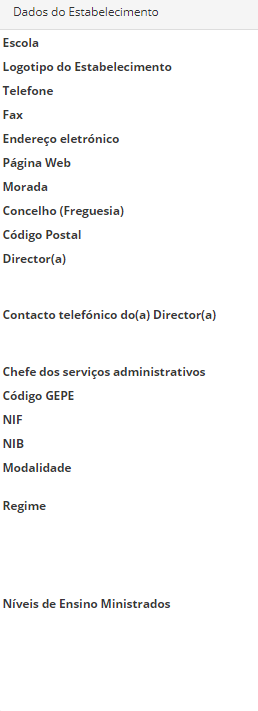 Dados do Estabelecimento
Escola
Logotipo do Estabelecimento
Telefone
Fax
Endereço eletrónico
Página Web
Morada
Concelho (Freguesia)
Código Postal
Director(a)
Contacto telefónico do(a) Director(a)
Chefe dos serviços administrativos
Código GEPE
NIF
NIB
Modalidade
Regime
Níveis de Ensino Ministrados